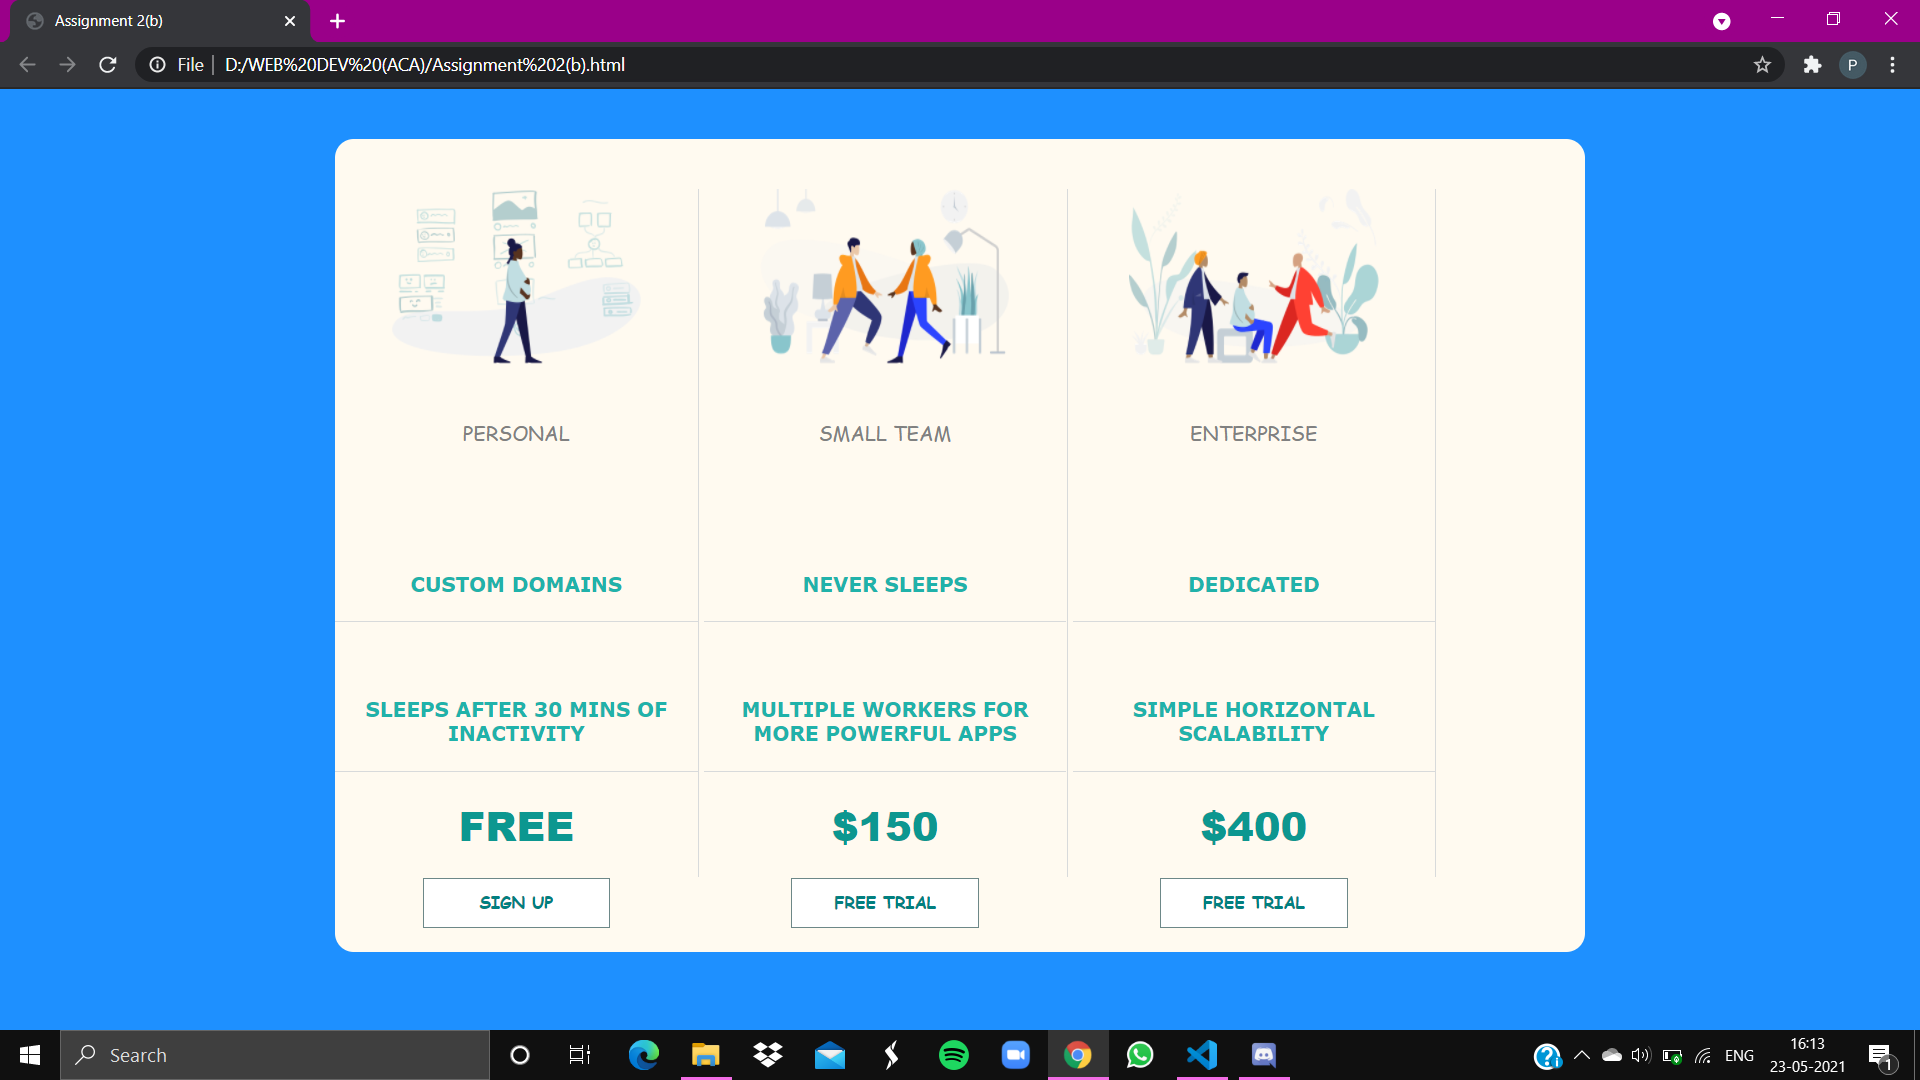 Assignment 2(b)
File
D:/WEB%20DEV%20(ACA)/Assignment%202(b).html
P
PERSONAL
SMALL TEAM
ENTERPRISE
CUSTOM DOMAINS
NEVER SLEEPS
DEDICATED
SLEEPS AFTER 30 MINS OF
INACTIVITY
MULTIPLE WORKERS FOR
MORE POWERFUL APPS
SIMPLE HORIZONTAL
SCALABILITY
FREE
$150
$400
SIGN UP
FREE TRIAL
FREE TRIAL
Search
ENG
16:13
23-05-2021
1